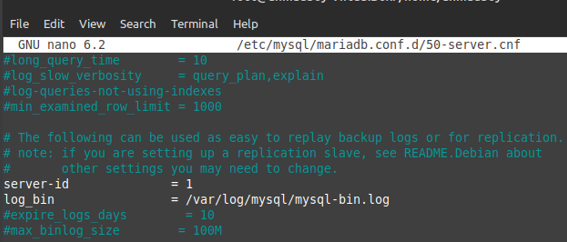 File   Edit   View   Search   Terminal   Help
GNU nano 6.2                    /etc/mysql/mariadb.conf.d/50-server.cnf
#long_query_time        = 10
#log_slow_verbosity     = query_plan,explain
#log-queries-not-using-indexes
#min_examined_row_limit = 1000

# The following can be used as easy to replay backup logs or for replication.
# note: if you are setting up a replication slave, see README.Debian about
#       other settings you may need to change.
server-id              = 1
log_bin                = /var/log/mysql/mysql-bin.log
#expire_logs_days        = 10
#max_binlog_size        = 100M